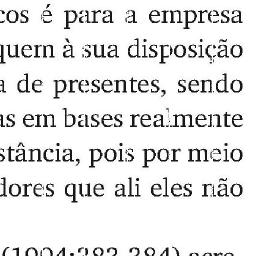 cos é para a empresa
quem à sua disposição
a de presentes, sendo
as em bases realmente
stância, pois por meio
dores que ali eles não
(1994:383-384) acre-